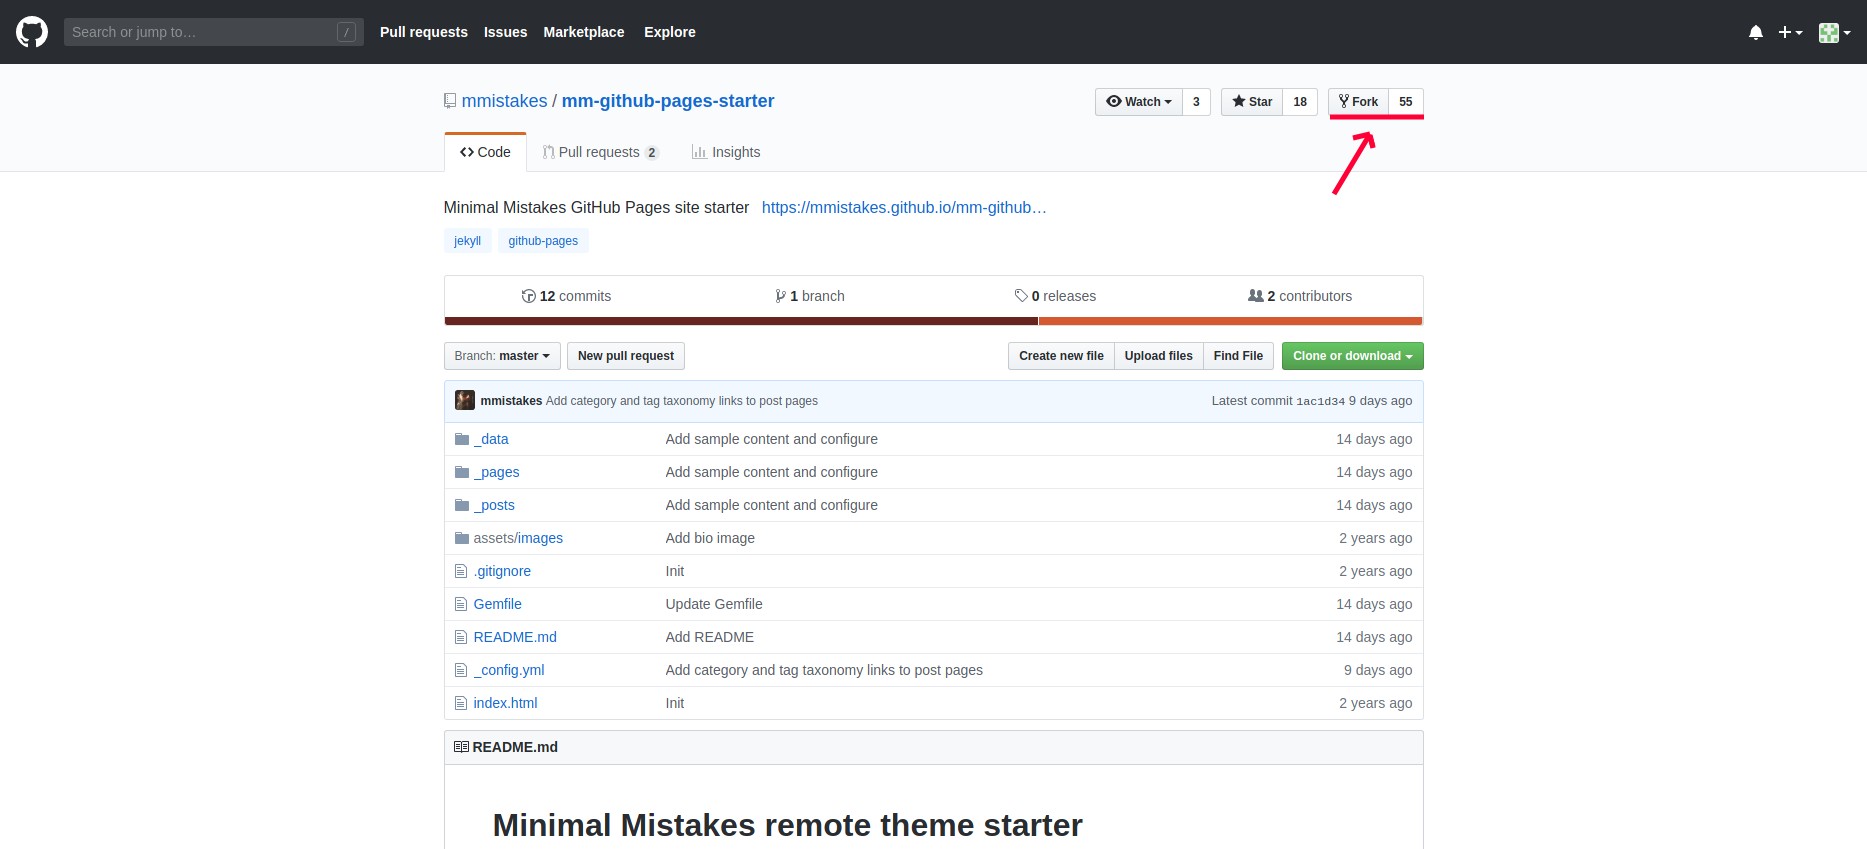 Search or jump to… / Pull requests Issues Marketplace Explore
mmistakes / mm-github-pages-starter Watch 3 Star 18 Fork 55
Code Pull requests 2 Insights
Minimal Mistakes GitHub Pages site starter https://mmistakes.github.io/mm-github…
jekyll github-pages
12 commits 1 branch 0 releases 2 contributors
Branch: master New pull request Create new file Upload files Find File Clone or download
mmistakes Add category and tag taxonomy links to post pages Latest commit 1ac1d34 9 days ago
_data Add sample content and configure 14 days ago
_pages Add sample content and configure 14 days ago
_posts Add sample content and configure 14 days ago
assets/images Add bio image 2 years ago
.gitignore Init 2 years ago
Gemfile Update Gemfile 14 days ago
README.md Add README 14 days ago
_config.yml Add category and tag taxonomy links to post pages 9 days ago
index.html Init 2 years ago
README.md
Minimal Mistakes remote theme starter